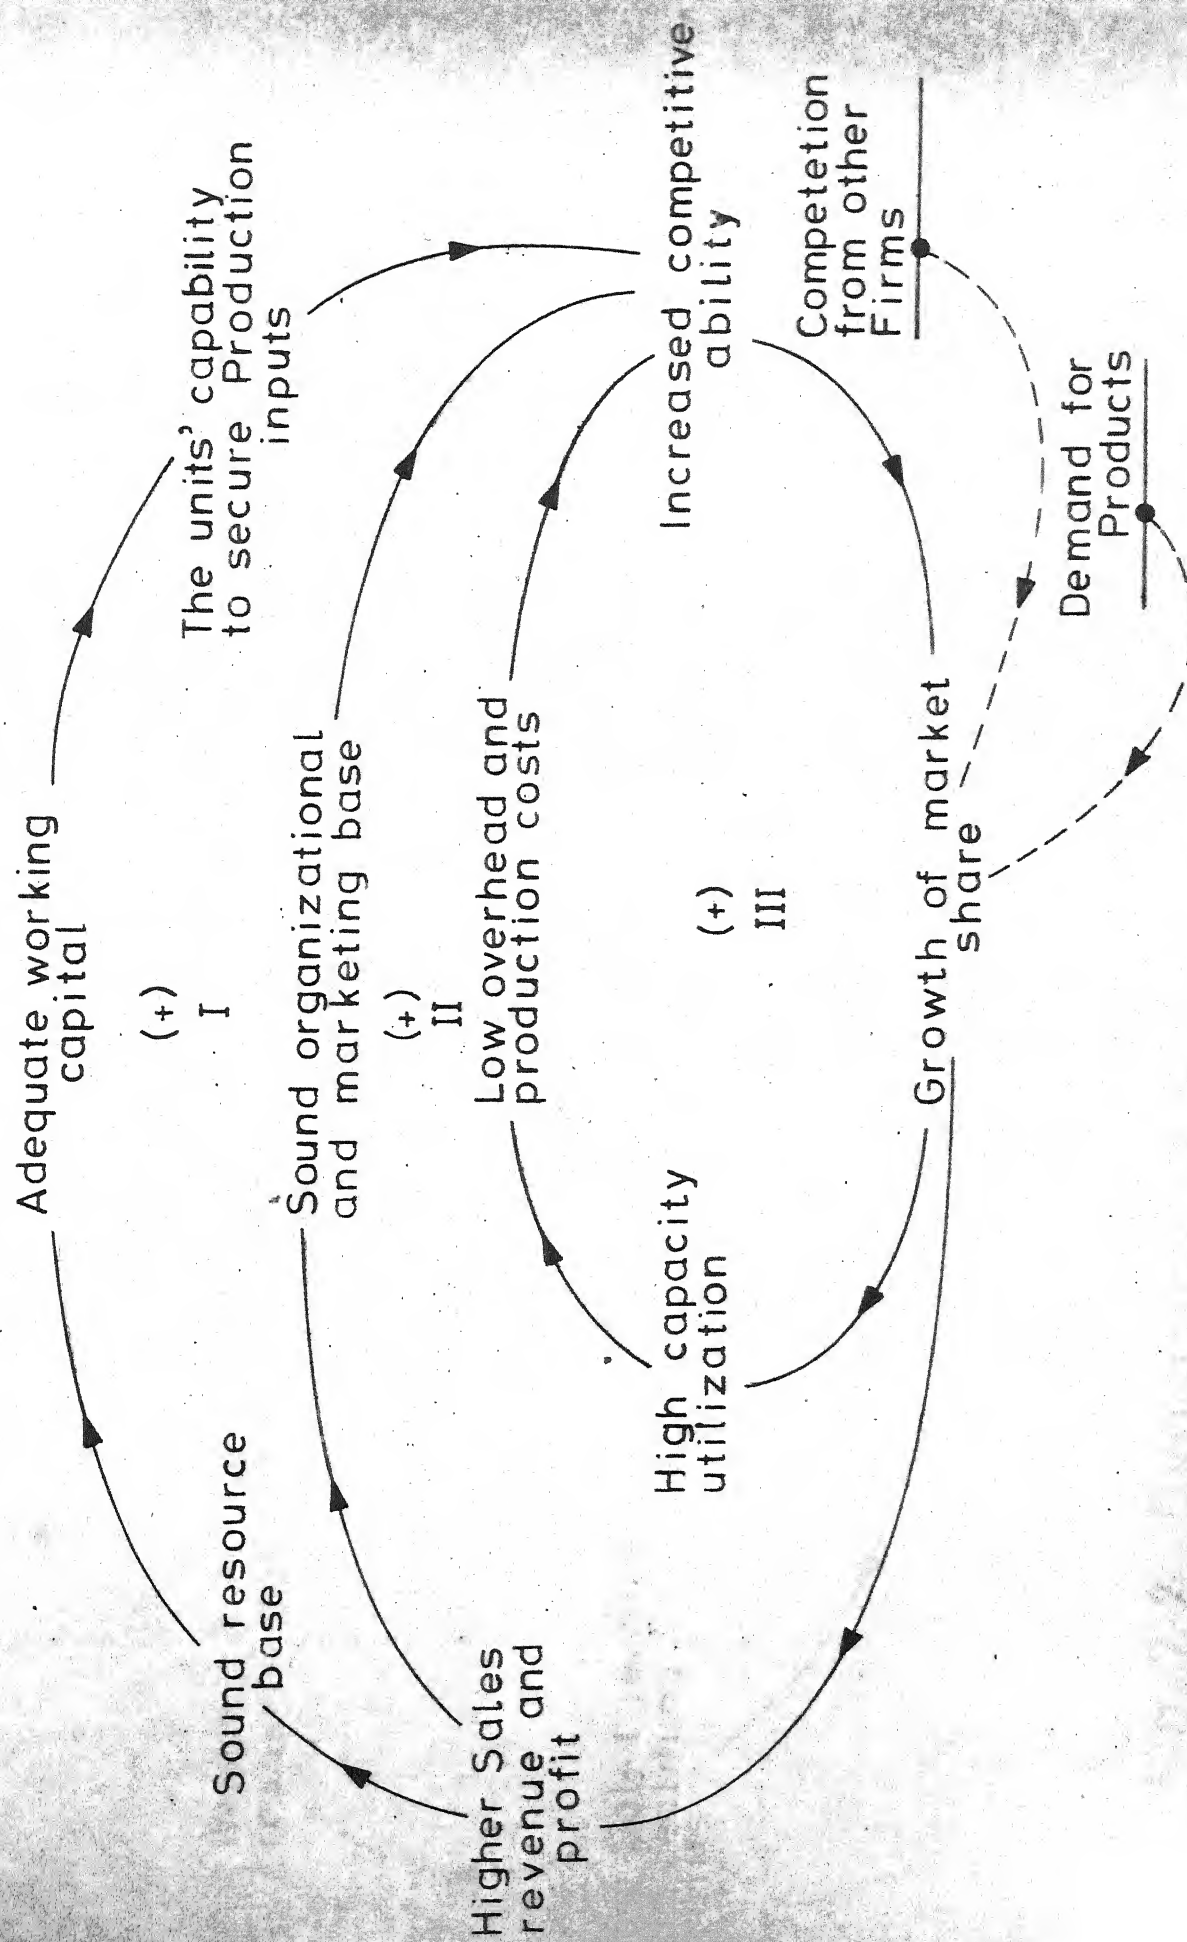 Adequate working
capital
(+)
I
Sound resource
base
The units' capability
to secure Production
inputs
Sound organizational
and marketing base
(+)
II
Higher Sales
revenue and
profit
Low overhead and
production costs
High capacity
utilization
(+)
III
Increased competitive
ability
Growth of market
share
Competetion
from other
Firms
Demand for
Products